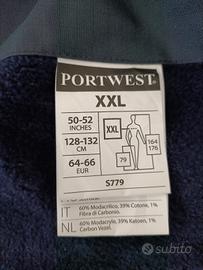 PORTWEST®
XXL
50-52
INCHES
128-132
CM
64-66
EUR
XXL
164
176
79
S779
IT 60% Modacrilico, 39% Cotone, 1%
Fibra di Carbonio.
NL 60% Modacryl, 39% Katoen, 1%
Carbon Vezel.
subito